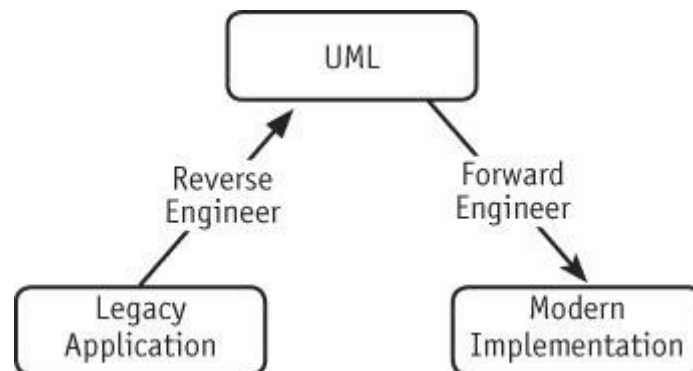 UML
Reverse
Engineer
Forward
Engineer
Legacy
Application
Modern
Implementation